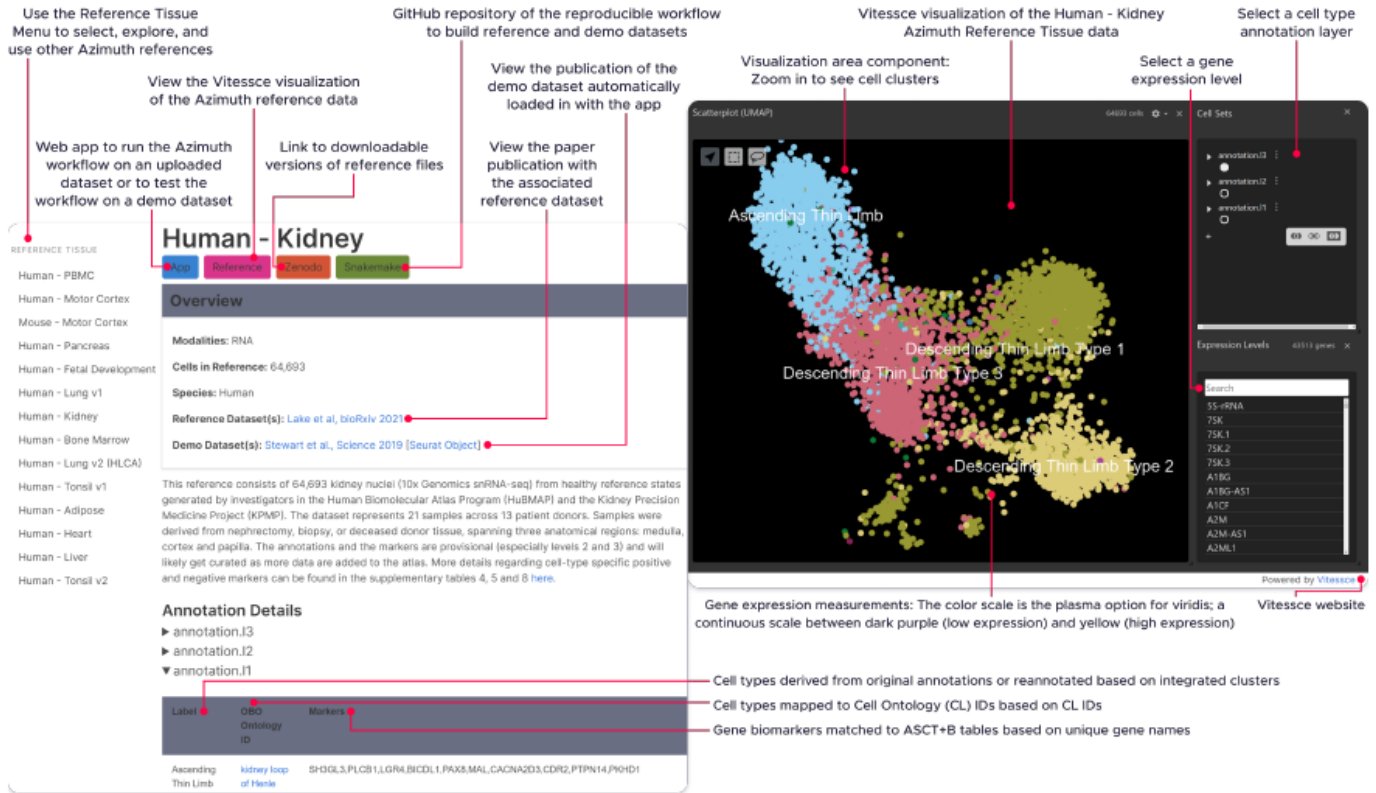 Use the Reference Tissue
Menu to select, explore, and
use other Azimuth references
GitHub repository of the reproducible workflow
to build reference and demo datasets
Vitessce visualization of the Human - Kidney
Azimuth Reference Tissue data
Select a cell type
annotation layer
View the Vitessce visualization
of the Azimuth reference data
View the publication of the
demo dataset automatically
loaded in with the app
Visualization area component:
Zoom in to see cell clusters
Select a gene
expression level
Web app to run the Azimuth
workflow on an uploaded
dataset or to test the
workflow on a demo dataset
Link to downloadable
versions of reference files
View the paper
publication with
the associated
reference dataset
REFERENCE TISSUE
Human - PBMC
Human - Motor Cortex
Mouse - Motor Cortex
Human - Pancreas
Human - Fetal Development
Human - Lung v1
Human - Kidney
Human - Bone Marrow
Human - Lung v2 (HLCA)
Human - Tonsil v1
Human - Adipose
Human - Heart
Human - Liver
Human - Tonsil v2
Human - Kidney
App
Reference
Zenodo
Snakemake
Overview
Modalities: RNA
Cells in Reference: 64,693
Species: Human
Reference Dataset(s): Lake et al, bioRxiv 2021
Demo Dataset(s): Stewart et al., Science 2019 [Seurat Object]
This reference consists of 64,693 kidney nuclei (10x Genomics snRNA-seq) from healthy reference states
generated by investigators in the Human Biomolecular Atlas Program (HuBMAP) and the Kidney Precision
Medicine Project (KPMP). The dataset represents 21 samples across 13 patient donors. Samples were
derived from nephrectomy, biopsy, or deceased donor tissue, spanning three anatomical regions: medulla,
cortex and papilla. The annotations and the markers are provisional (especially levels 2 and 3) and will
likely get curated as more data are added to the atlas. More details regarding cell-type specific positive
and negative markers can be found in the supplementary tables 4, 5 and 8 here.
Annotation Details
annotation.l3
annotation.l2
annotation.l1
Label
OBO
Ontology
ID
Markers
Ascending
Thin Limb
kidney loop
of Henle
SH3GL3,PLCB1,LGR4,BICDL1,PAX8,MAL,CACNA2D3,CDR2,PTPN14,PKHD1
Scatterplot (UMAP)
64693 cells
Ascending Thin Limb
Descending Thin Limb Type 1
Descending Thin Limb Type 3
Descending Thin Limb Type 2
Cell Sets
annotation.l3
annotation.l2
annotation.l1
Expression Levels
43513 genes
Search
5S-rRNA
7SK
7SK.1
7SK.2
7SK.3
A1BG
A1BG-AS1
A1CF
A2M
A2M-AS1
A2ML1
Powered by Vitessce
Gene expression measurements: The color scale is the plasma option for viridis; a
continuous scale between dark purple (low expression) and yellow (high expression)
Vitessce website
Cell types derived from original annotations or reannotated based on integrated clusters
Cell types mapped to Cell Ontology (CL) IDs based on CL IDs
Gene biomarkers matched to ASCT+B tables based on unique gene names